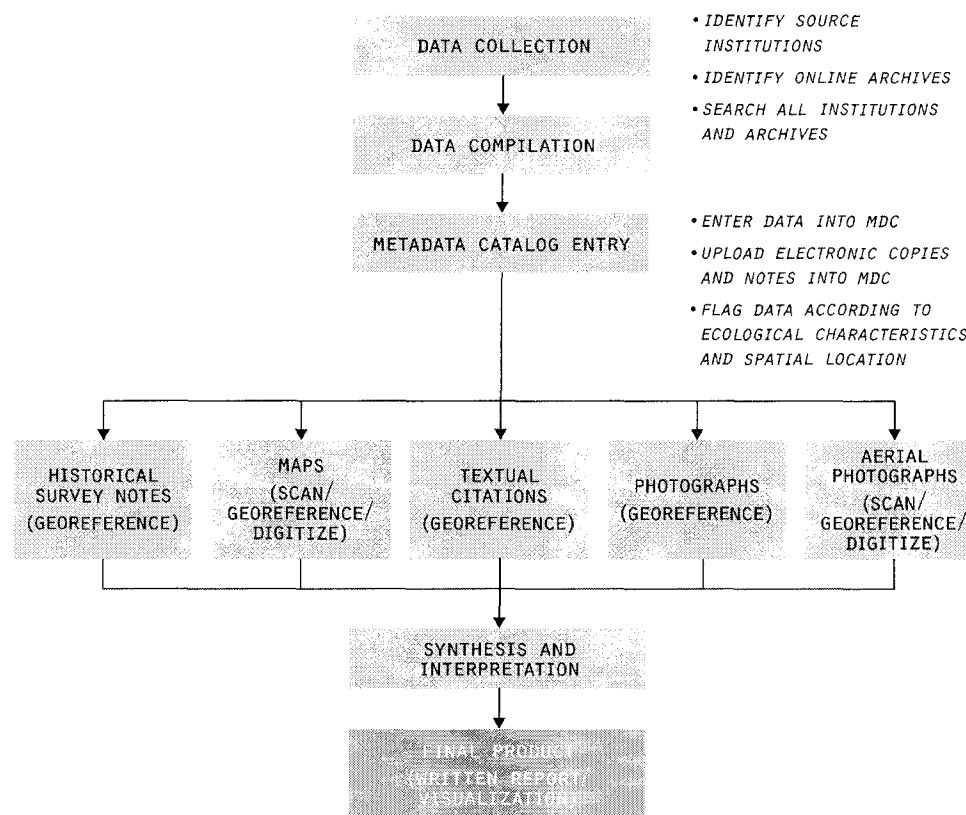 DATA COLLECTION
• IDENTIFY SOURCE
INSTITUTIONS
• IDENTIFY ONLINE ARCHIVES
• SEARCH ALL INSTITUTIONS
AND ARCHIVES
DATA COMPILATION
METADATA CATALOG ENTRY
• ENTER DATA INTO MDC
• UPLOAD ELECTRONIC COPIES
AND NOTES INTO MDC
• FLAG DATA ACCORDING TO
ECOLOGICAL CHARACTERISTICS
AND SPATIAL LOCATION
HISTORICAL
SURVEY NOTES
(GEOREFERENCE)
MAPS
(SCAN/
GEOREFERENCE/
DIGITIZE)
TEXTUAL
CITATIONS
(GEOREFERENCE)
PHOTOGRAPHS
(GEOREFERENCE)
AERIAL
PHOTOGRAPHS
(SCAN/
GEOREFERENCE/
DIGITIZE)
SYNTHESIS AND
INTERPRETATION
FINAL PRODUCT
(WRITTEN REPORT/
VISUALIZATION)